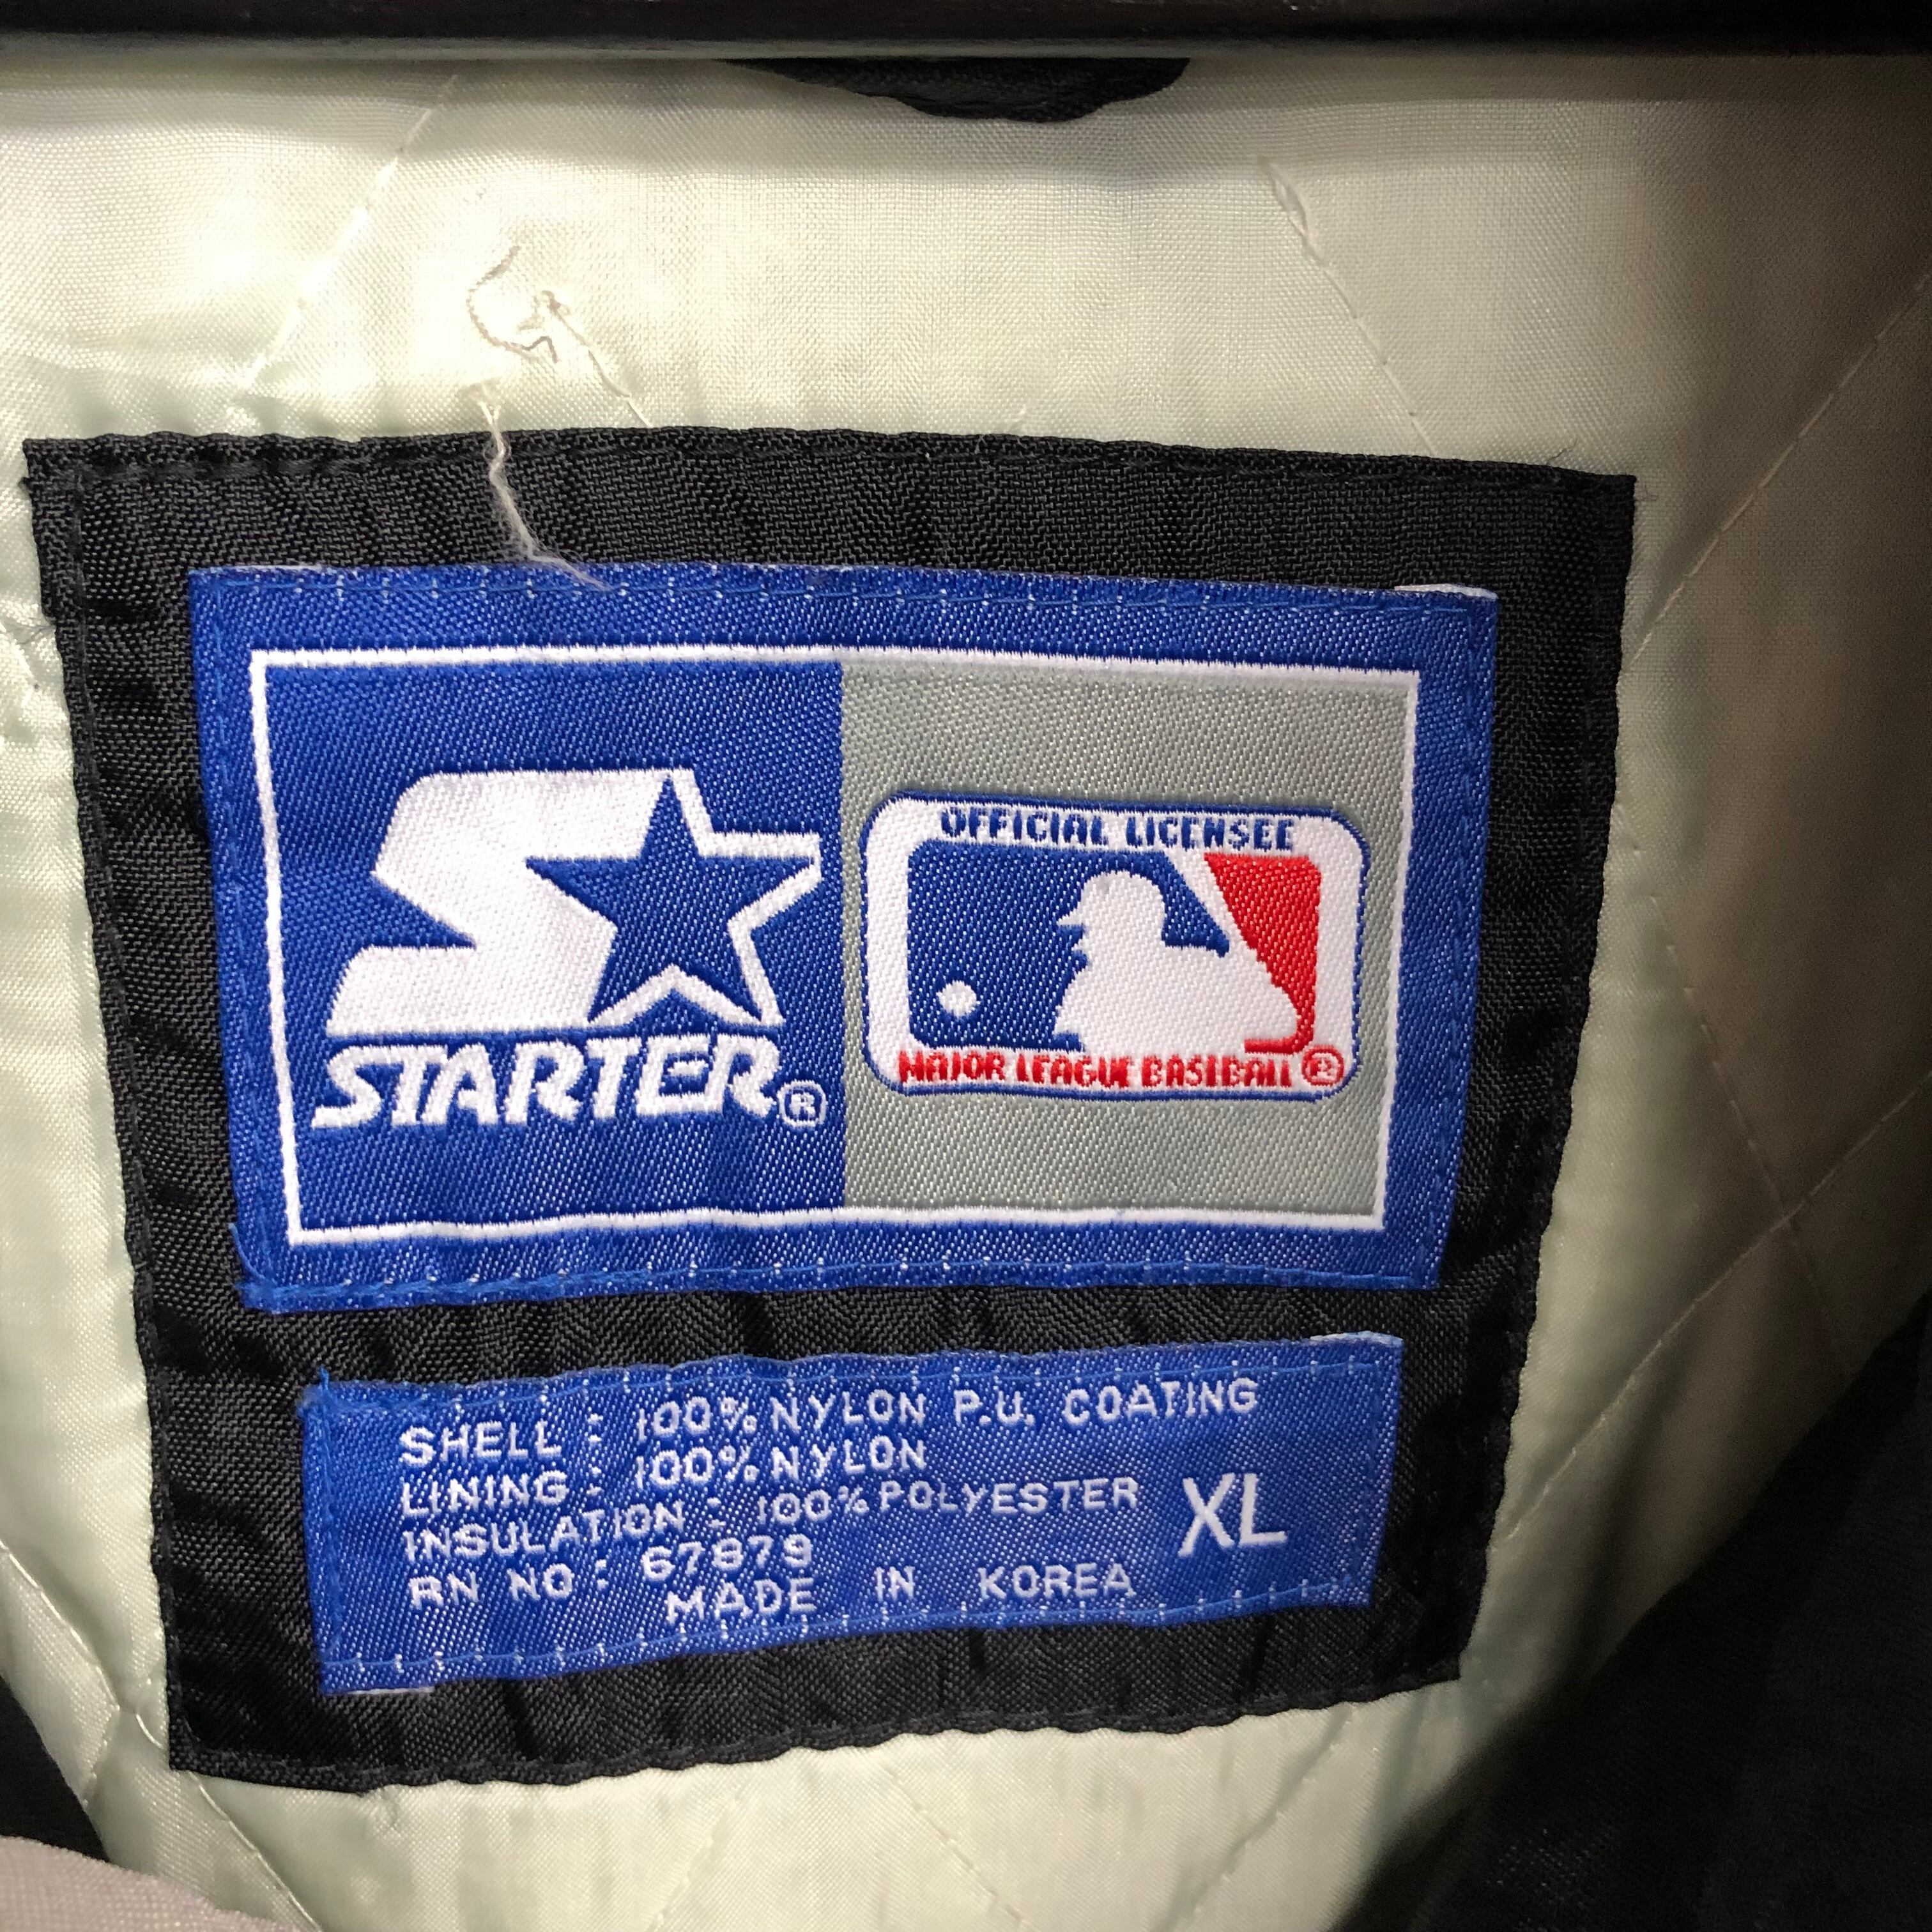 STARTER®
OFFICIAL LICENSEE
MAJOR LEAGUE BASEBALL ®
SHELL : 100% NYLON P.U. COATING
LINING : 100% NYLON
INSULATION : 100% POLYESTER
RN NO : 67879
MADE IN KOREA
XL